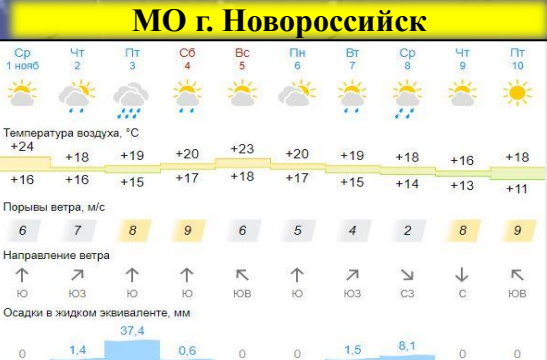 МО г. Новороссийск
Ср Чт Пт Сб Вс Пн Вт Ср Чт Пт
1 нояб 2 3 4 5 6 7 8 9 10
Температура воздуха, °C
+24 +18 +19 +20 +23 +20 +19 +18 +16 +18
+16 +16 +15 +17 +18 +17 +15 +14 +13 +11
Порывы ветра, м/с
6 7 8 9 6 5 4 2 8 9
Направление ветра
Ю ЮЗ Ю Ю ЮВ Ю ЮЗ СЗ С ЮВ
Осадки в жидком эквиваленте, мм
0 1,4 37,4 0,6 0 0 1,5 8,1 0 0